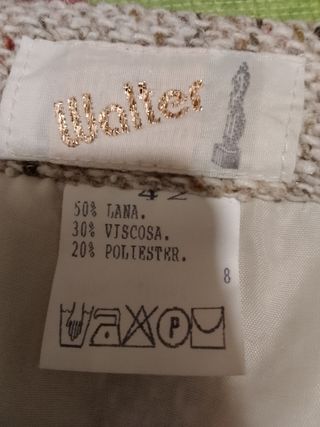 Walter
42
50% LANA.
30% VISCOSA.
20% POLIESTER.
8
P